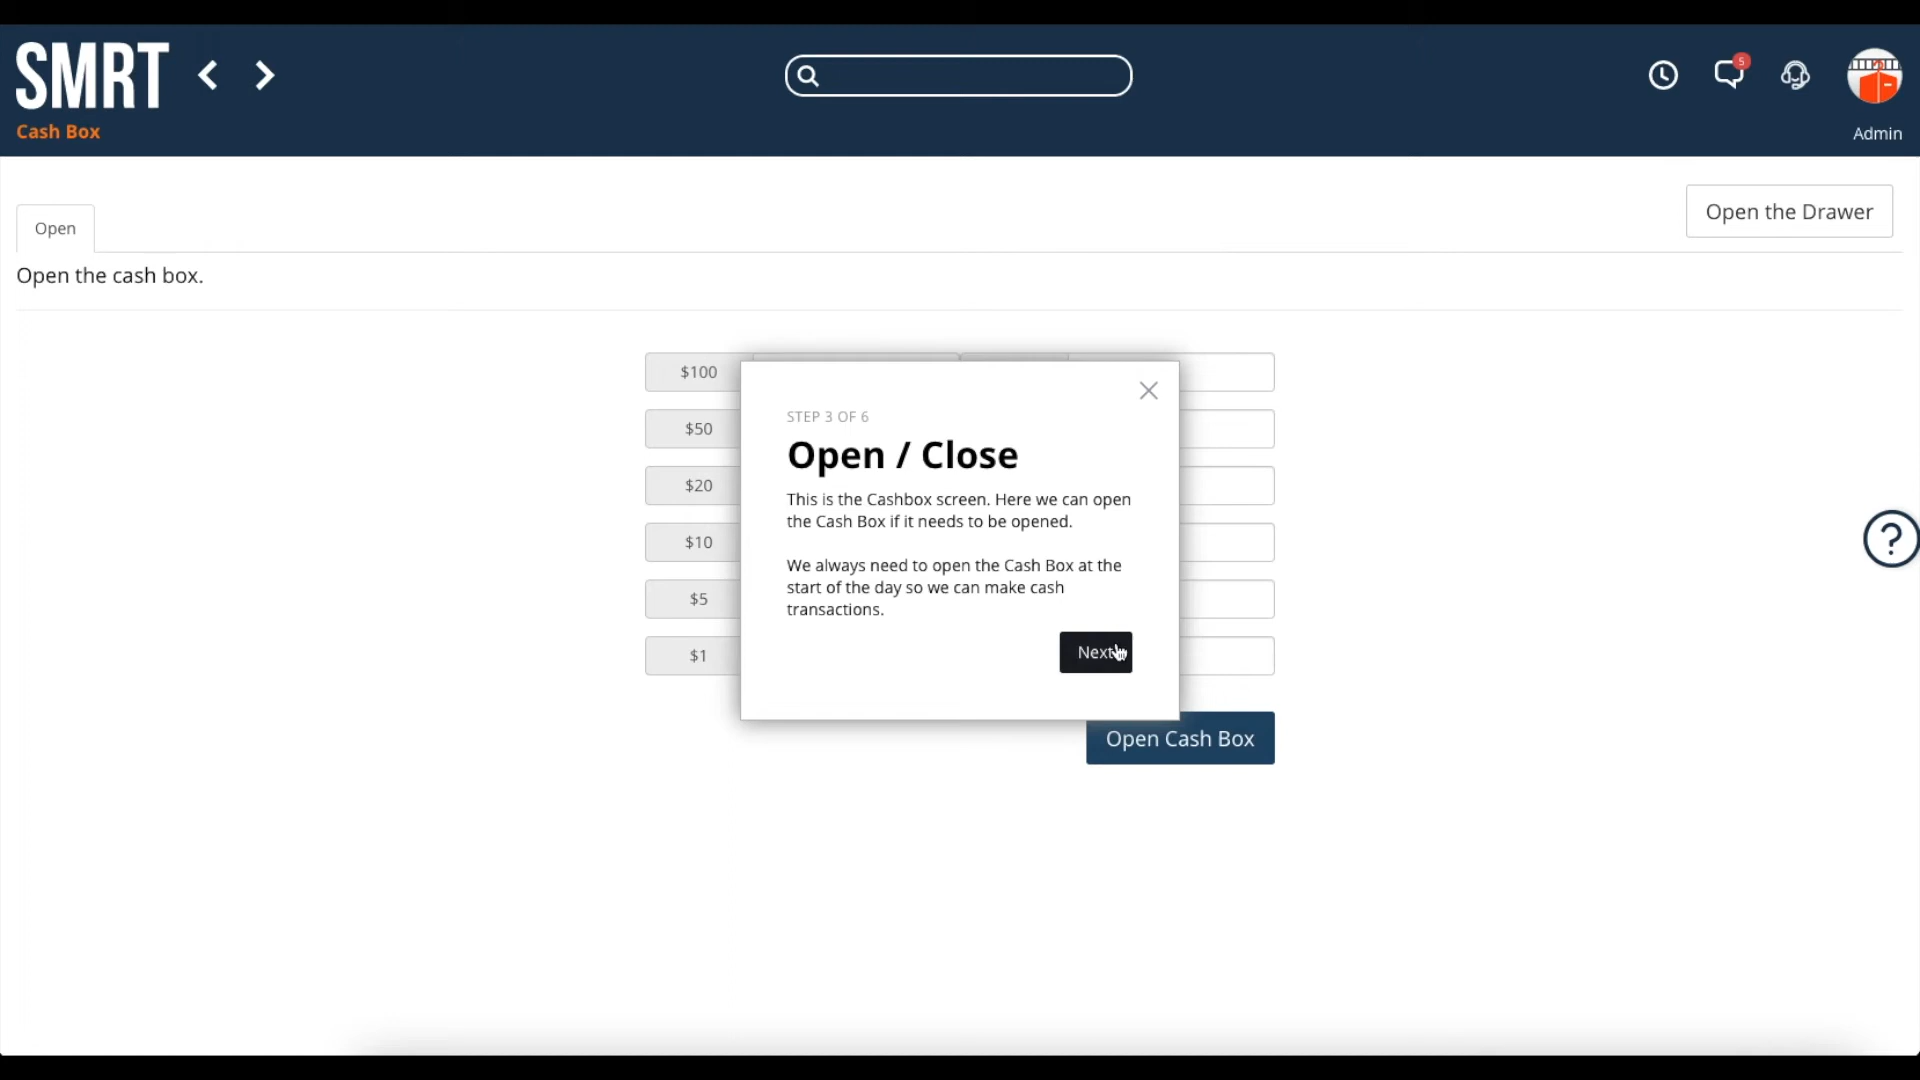 SMRT
5
Cash Box
Admin
Open the Drawer
Open
Open the cash box.
$100
$50
$20
$10
$5
$1
STEP 3 OF 6
Open / Close
This is the Cashbox screen. Here we can open
the Cash Box if it needs to be opened.
We always need to open the Cash Box at the
start of the day so we can make cash
transactions.
Next
Open Cash Box
?